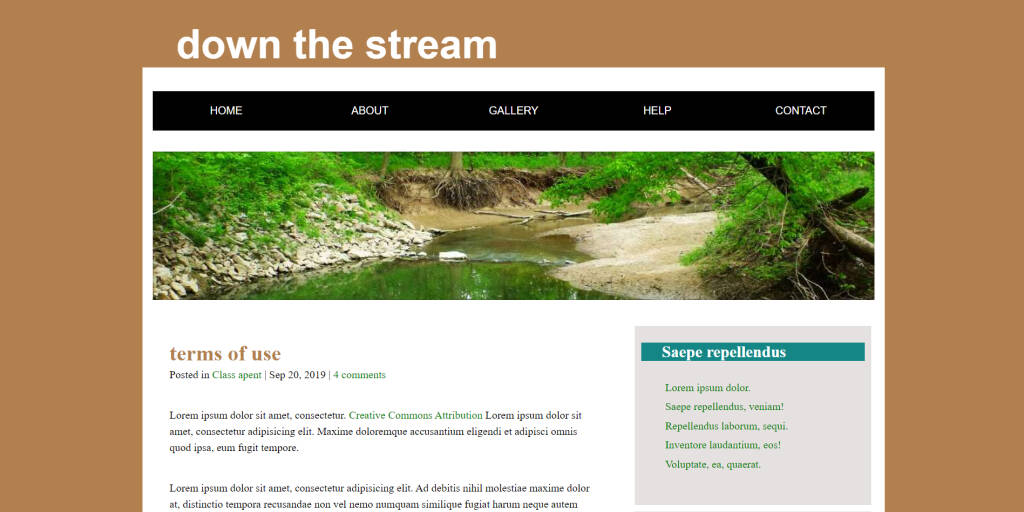 down the stream
HOME ABOUT GALLERY HELP CONTACT
terms of use
Posted in Class apent | Sep 20, 2019 | 4 comments
Lorem ipsum dolor sit amet, consectetur. Creative Commons Attribution Lorem ipsum dolor sit
amet, consectetur adipisicing elit. Maxime doloremque accusantium eligendi et adipisci omnis
quod ipsa, eum fugit tempore.
Lorem ipsum dolor sit amet, consectetur adipisicing elit. Ad debitis nihil molestiae maxime dolor
at, distinctio tempora recusandae non vel nemo numquam similique fugiat harum neque autem
Saepe repellendus
Lorem ipsum dolor.
Saepe repellendus, veniam!
Repellendus laborum, sequi.
Inventore laudantium, eos!
Voluptate, ea, quaerat.